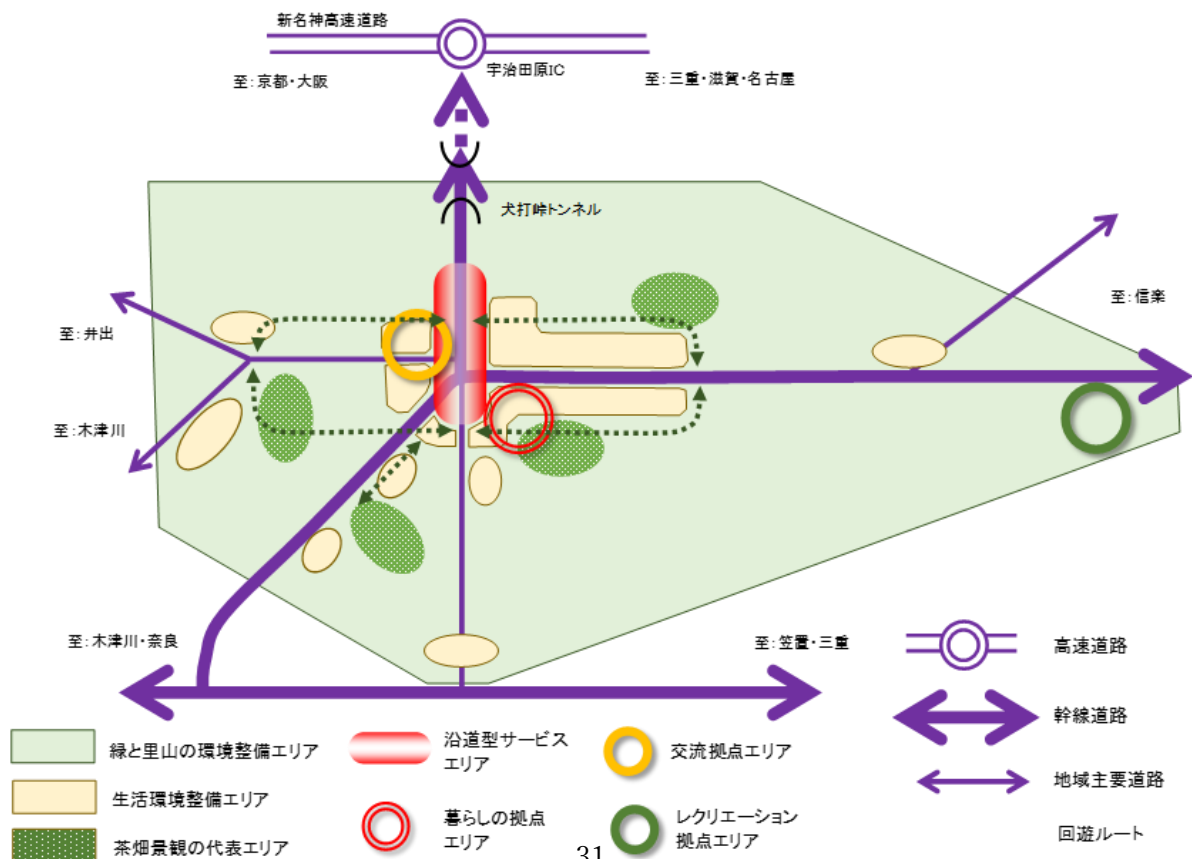 新名神高速道路
宇治田原IC
至：京都・大阪
至：三重・滋賀・名古屋
犬打峠トンネル
至：信楽
至：井出
至：木津川
至：木津川・奈良
至：笠置・三重
高速道路
幹線道路
地域主要道路
回遊ルート
緑と里山の環境整備エリア
生活環境整備エリア
茶畑景観の代表エリア
沿道型サービス
エリア
暮らしの拠点
エリア
交流拠点エリア
レクリエーション
拠点エリア
31